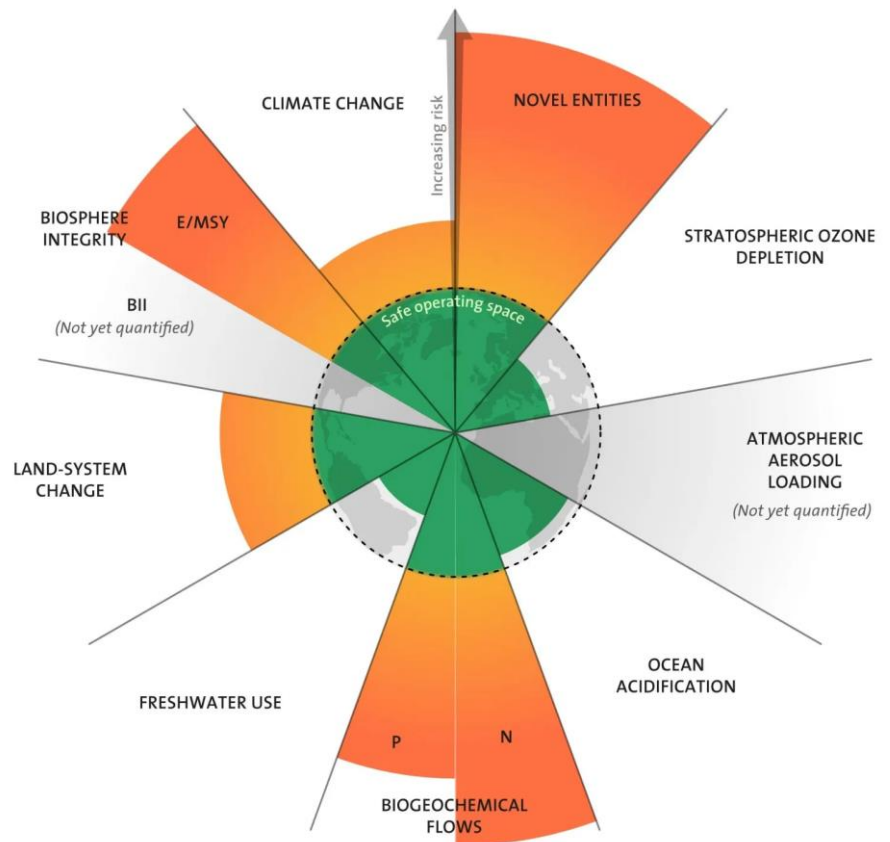 CLIMATE CHANGE
Increasing risk
NOVEL ENTITIES
STRATOSPHERIC OZONE
DEPLETION
ATMOSPHERIC
AEROSOL
LOADING
(Not yet quantified)
OCEAN
ACIDIFICATION
N
P
BIOGEOCHEMICAL
FLOWS
FRESHWATER USE
LAND-SYSTEM
CHANGE
BII
(Not yet quantified)
BIOSPHERE
INTEGRITY
E/MSY
Safe operating space